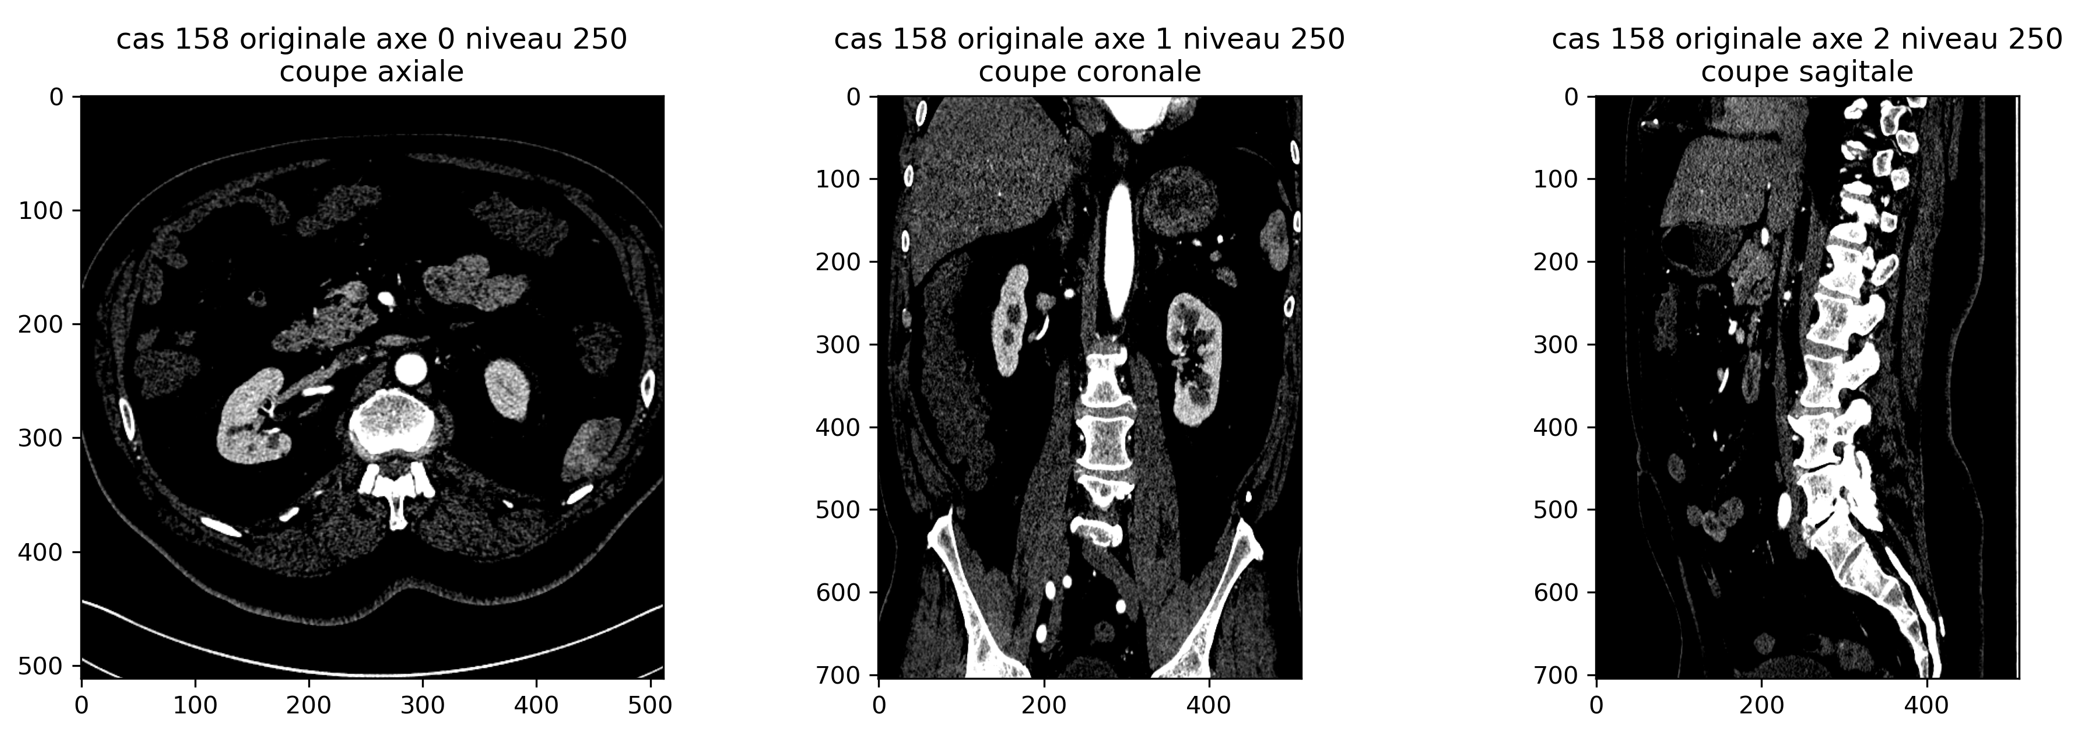 cas 158 originale axe 0 niveau 250
coupe axiale
0
100
200
300
400
500
0 100 200 300 400 500
cas 158 originale axe 1 niveau 250
coupe coronale
0
100
200
300
400
500
600
700
0 200 400
cas 158 originale axe 2 niveau 250
coupe sagitale
0
100
200
300
400
500
600
700
0 200 400